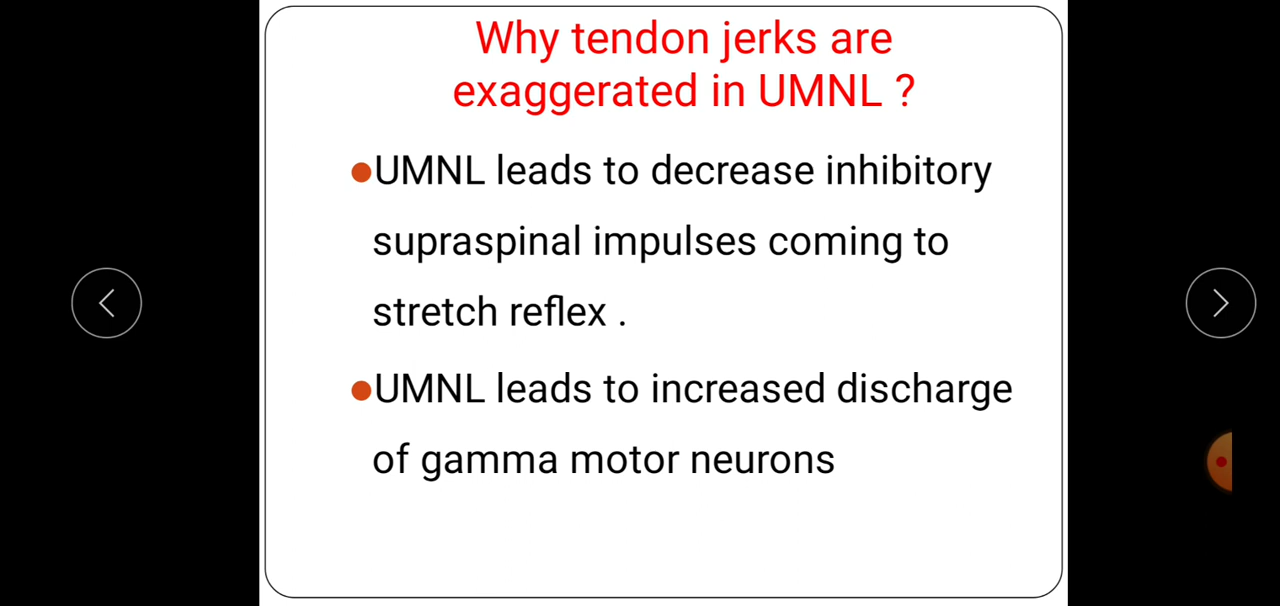 Why tendon jerks are
exaggerated in UMNL ?
●UMNL leads to decrease inhibitory
supraspinal impulses coming to
stretch reflex .
●UMNL leads to increased discharge
of gamma motor neurons